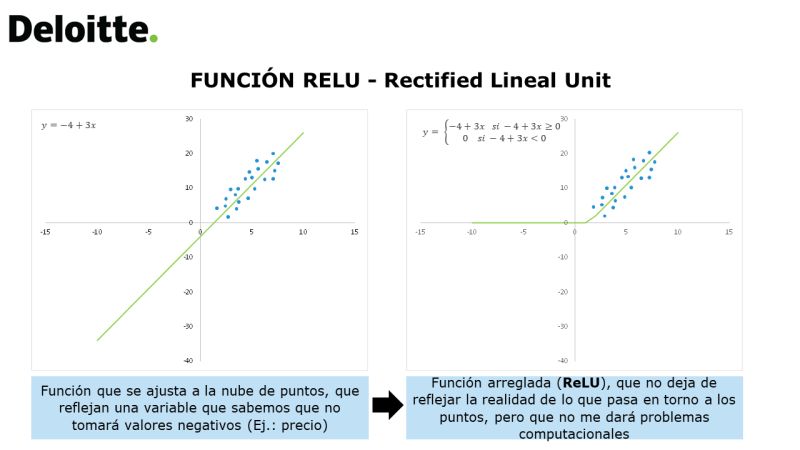 Deloitte.
FUNCIÓN RELU - Rectified Lineal Unit
y = −4 + 3x
30
20
10
0
-10
-20
-30
-40
-15
-10
-5
0
5
10
15
y = {−4 + 3x si − 4 + 3x ≥ 0
0 si − 4 + 3x < 0
30
20
10
0
-10
-20
-30
-40
-15
-10
-5
0
5
10
15
Función que se ajusta a la nube de puntos, que
reflejan una variable que sabemos que no
tomará valores negativos (Ej.: precio)
Función arreglada (ReLU), que no deja de
reflejar la realidad de lo que pasa en torno a los
puntos, pero que no me dará problemas
computacionales